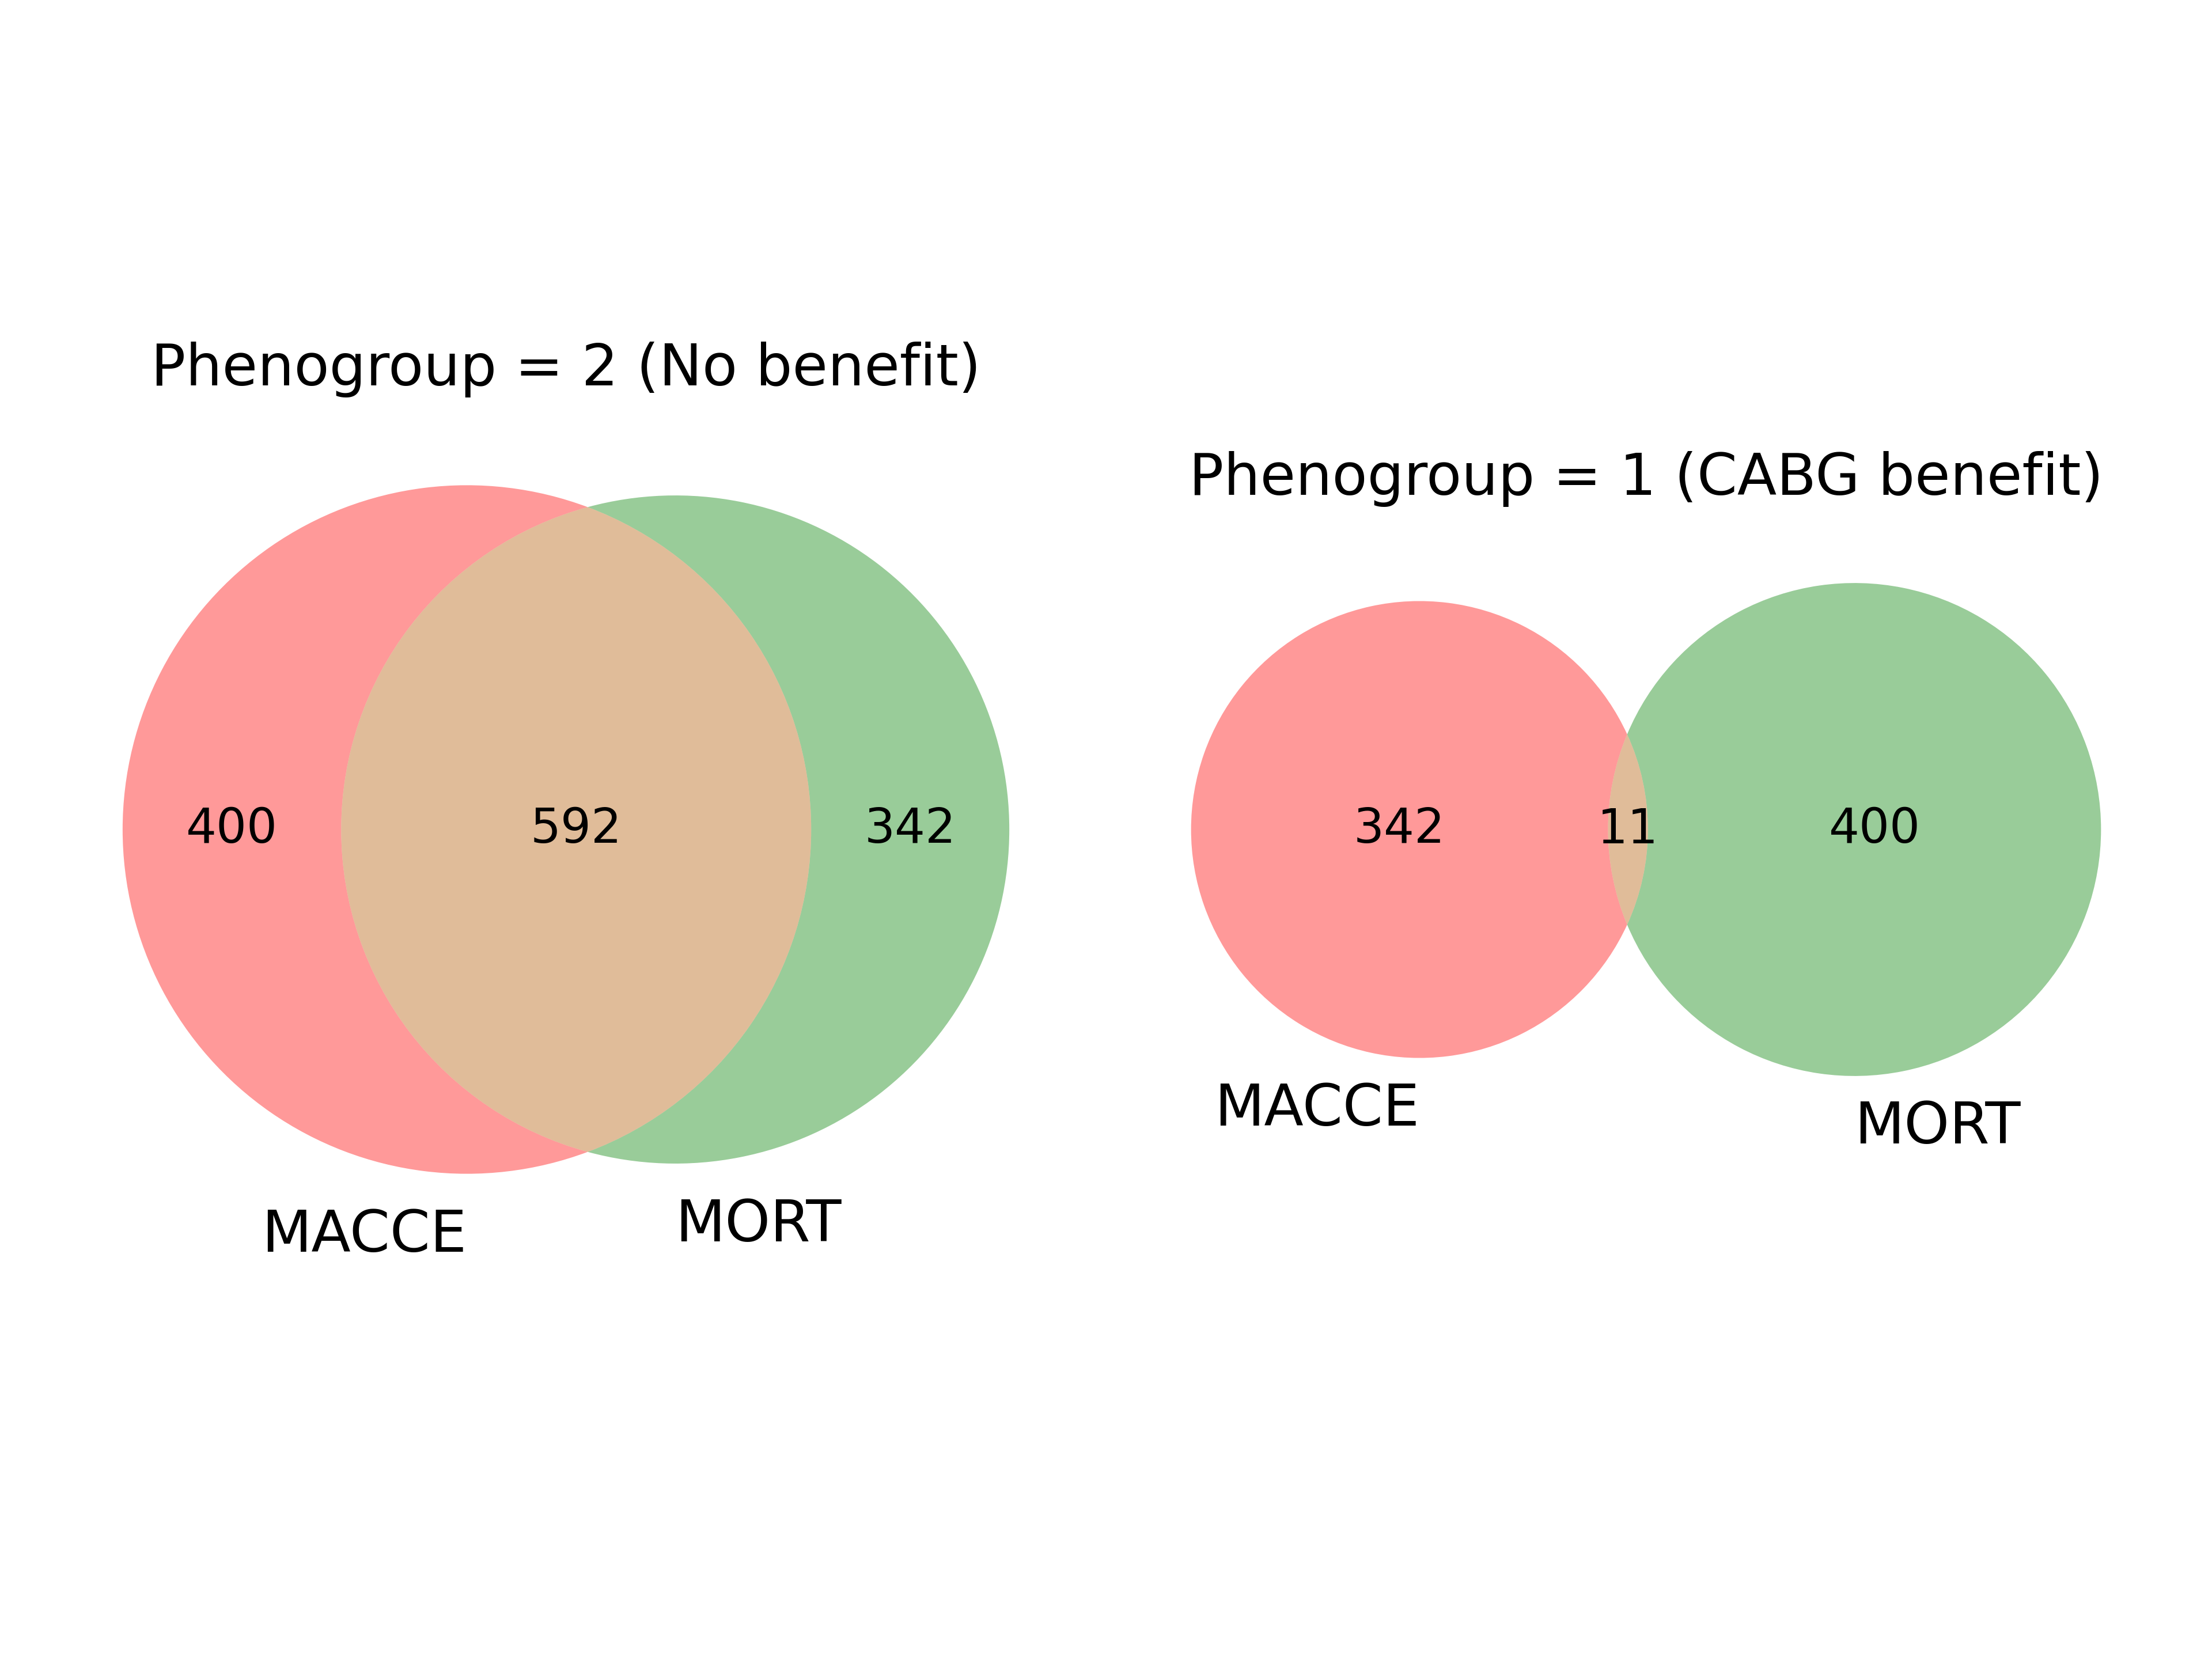 Phenogroup = 2 (No benefit)
400
592
342
MACCE
MORT
Phenogroup = 1 (CABG benefit)
342
11
400
MACCE
MORT